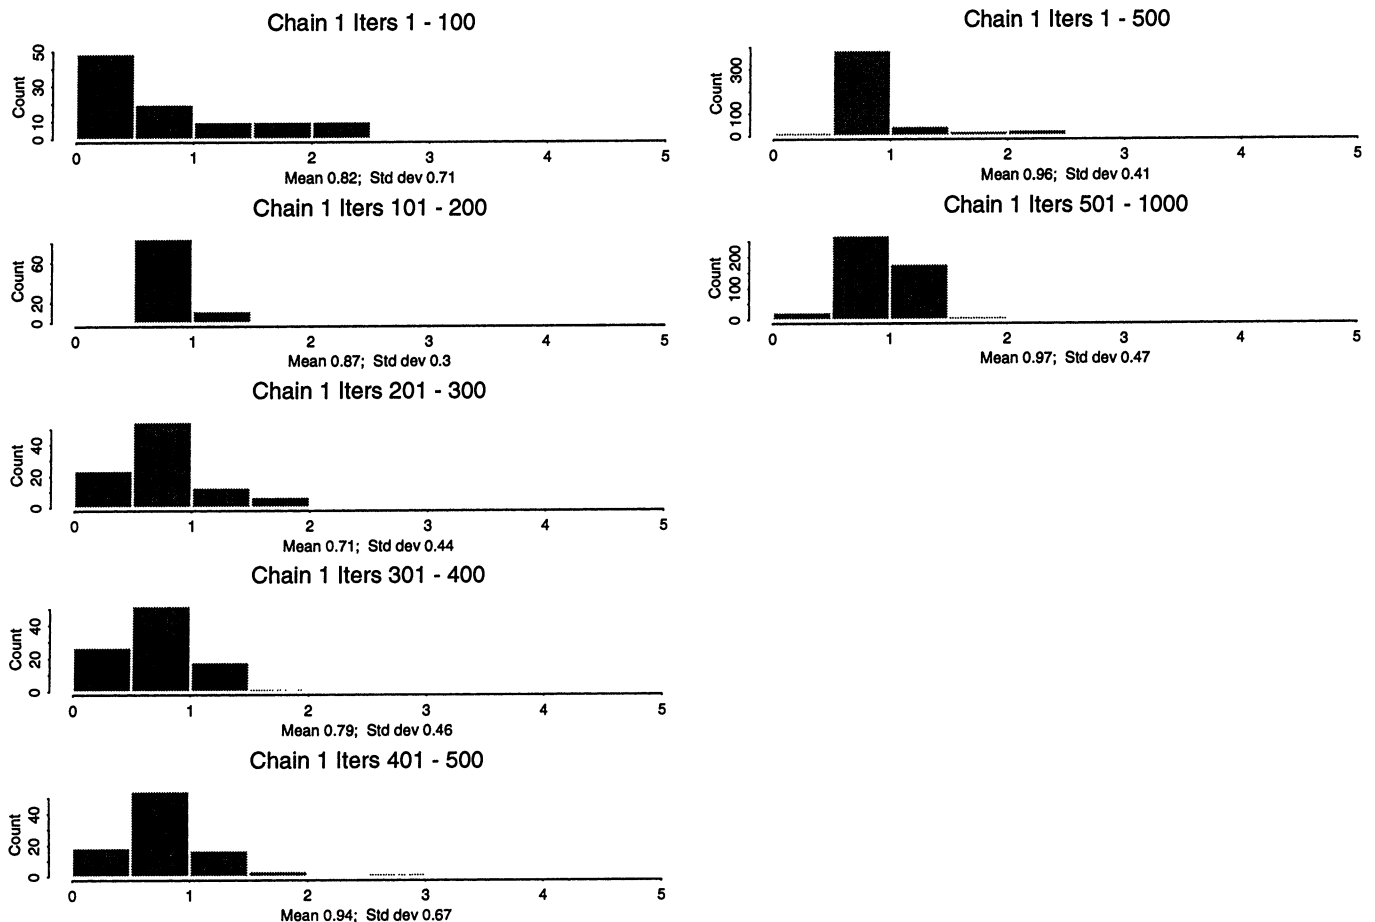 Chain 1 Iters 1 - 100
Count
0 10 30 50
0 1 2 3 4 5
Mean 0.82; Std dev 0.71
Chain 1 Iters 101 - 200
Count
0 20 60
0 1 2 3 4 5
Mean 0.87; Std dev 0.3
Chain 1 Iters 201 - 300
Count
0 20 40
0 1 2 3 4 5
Mean 0.71; Std dev 0.44
Chain 1 Iters 301 - 400
Count
0 20 40
0 1 2 3 4 5
Mean 0.79; Std dev 0.46
Chain 1 Iters 401 - 500
Count
0 20 40
0 1 2 3 4 5
Mean 0.94; Std dev 0.67
Chain 1 Iters 1 - 500
Count
0 100 300
0 1 2 3 4 5
Mean 0.96; Std dev 0.41
Chain 1 Iters 501 - 1000
Count
0 100 200
0 1 2 3 4 5
Mean 0.97; Std dev 0.47